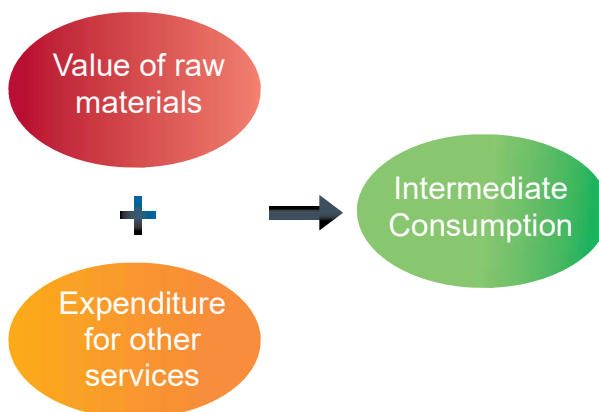 Value of raw
materials
+
Expenditure
for other
services
Intermediate
Consumption